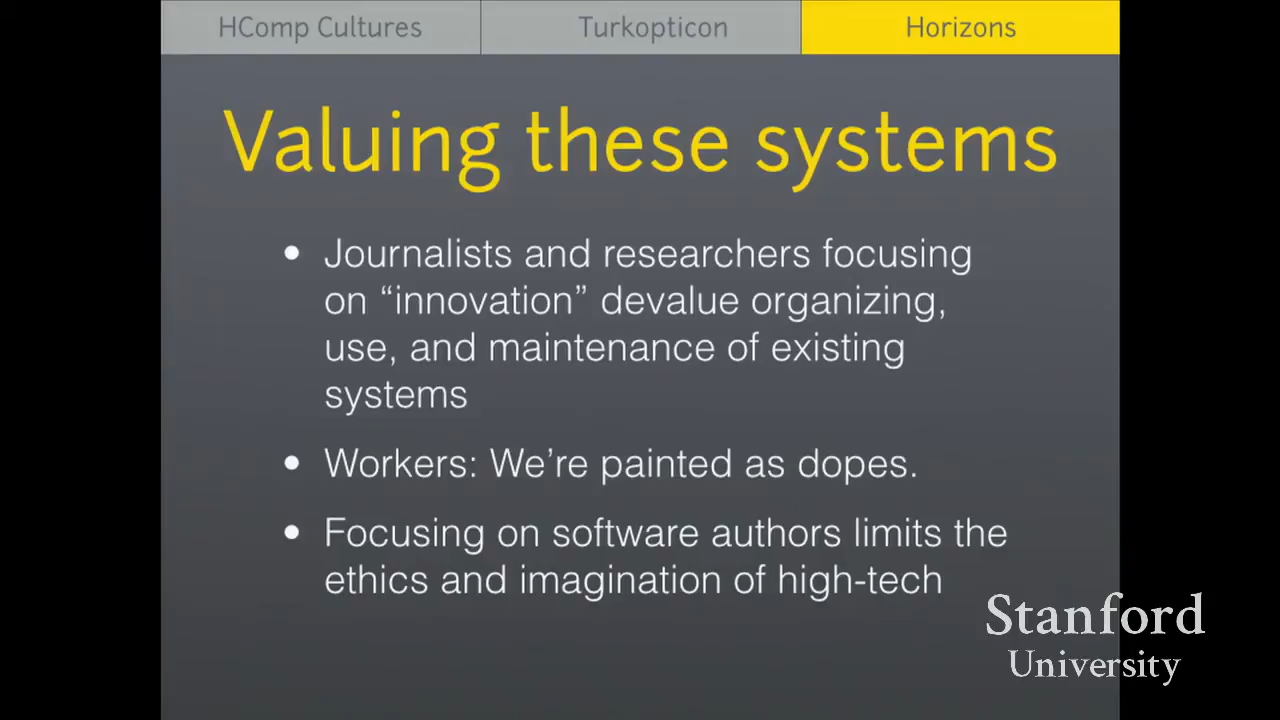 HComp Cultures
Turkopticon
Horizons
Valuing these systems
• Journalists and researchers focusing
on “innovation” devalue organizing,
use, and maintenance of existing
systems
• Workers: We’re painted as dopes.
• Focusing on software authors limits the
ethics and imagination of high-tech
Stanford
University